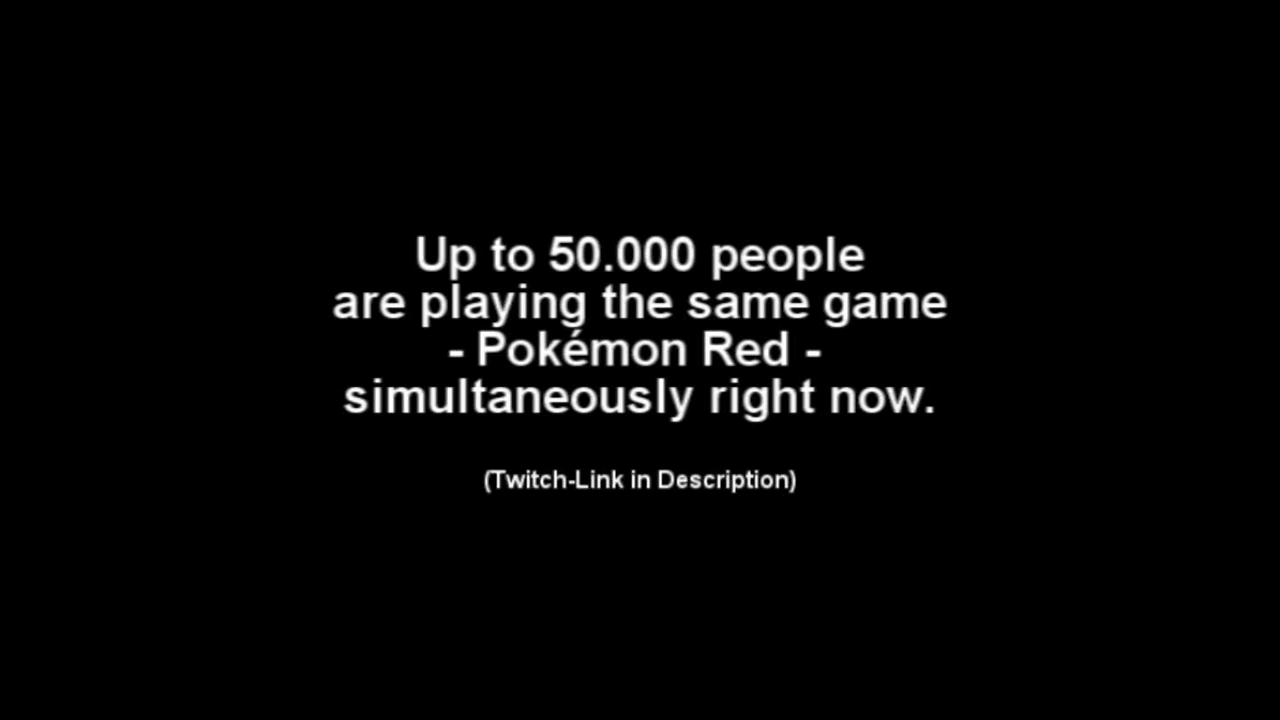 Up to 50.000 people
are playing the same game
- Pokémon Red -
simultaneously right now.
(Twitch-Link in Description)